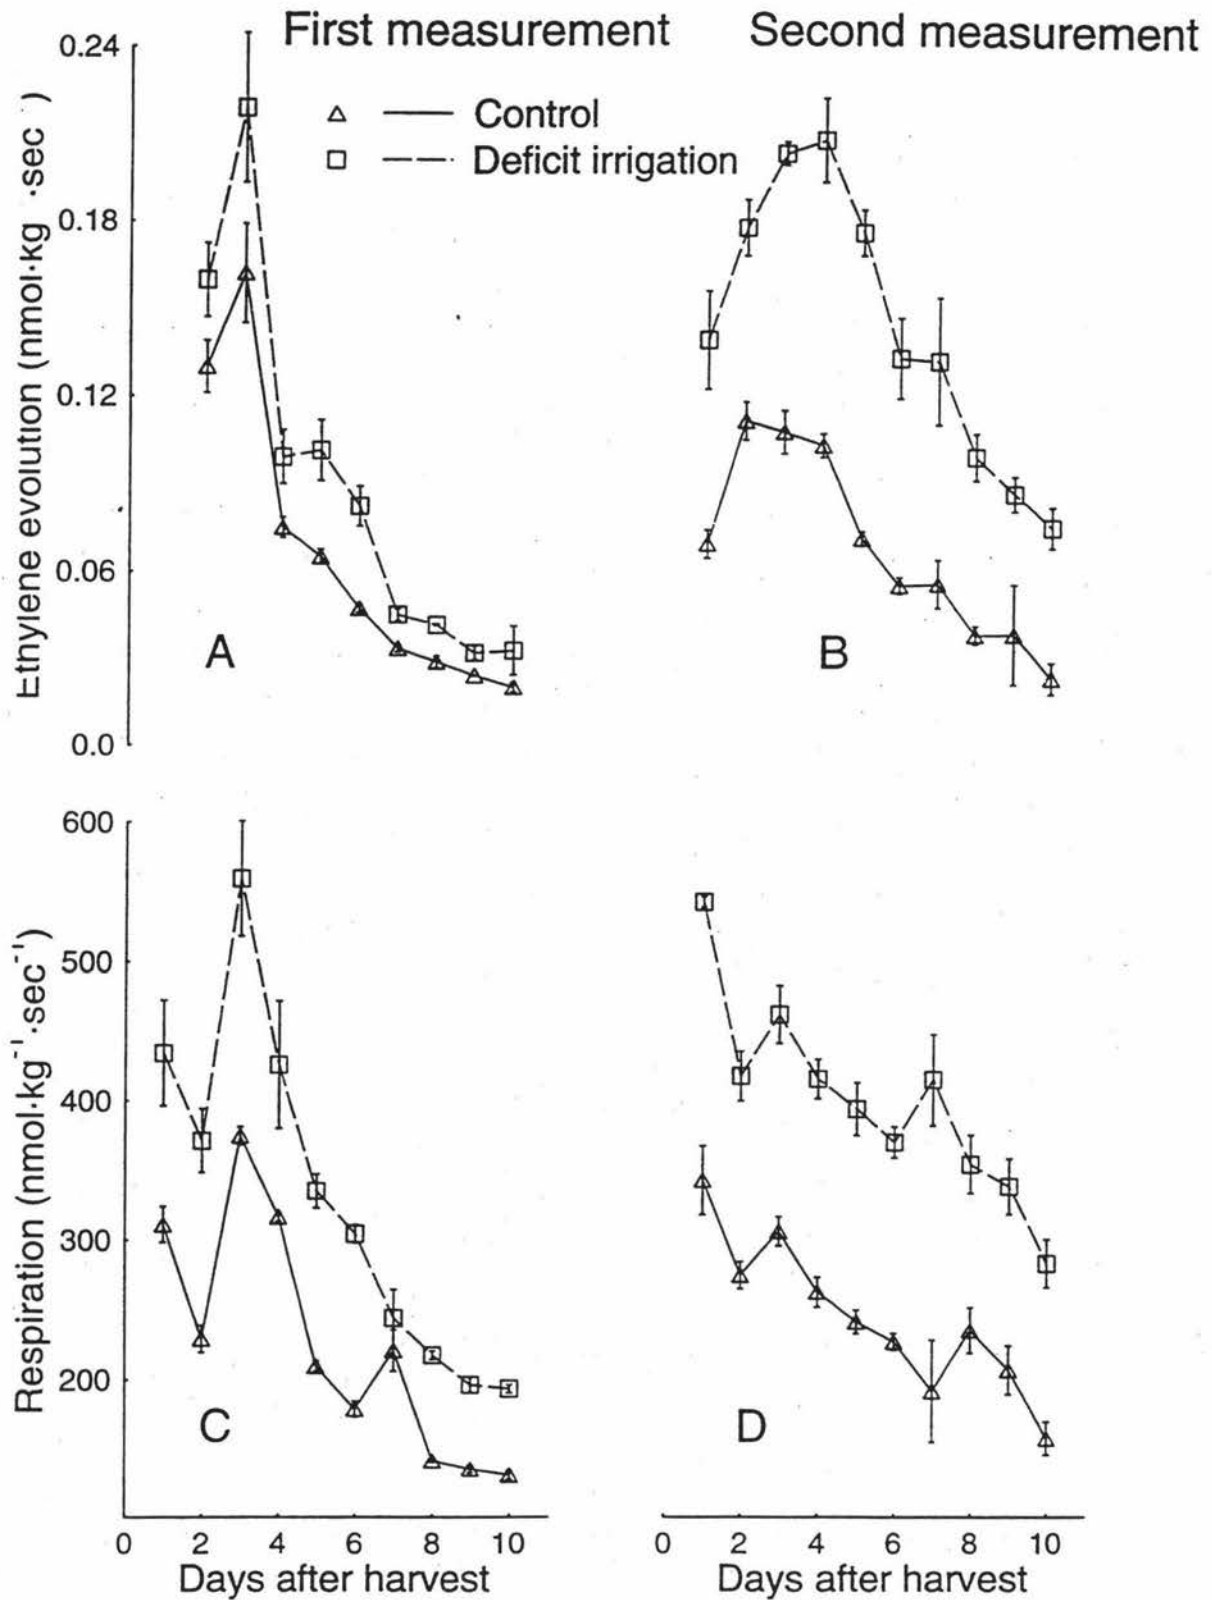 First measurement Second measurement
0.24
Control
Deficit irrigation
0.18
0.12
0.06
0.0
Ethylene evolution (nmol·kg ·sec )
A
B
600
500
400
300
200
Respiration (nmol·kg⁻¹·sec⁻¹)
C
D
0 2 4 6 8 10 0 2 4 6 8 10
Days after harvest Days after harvest